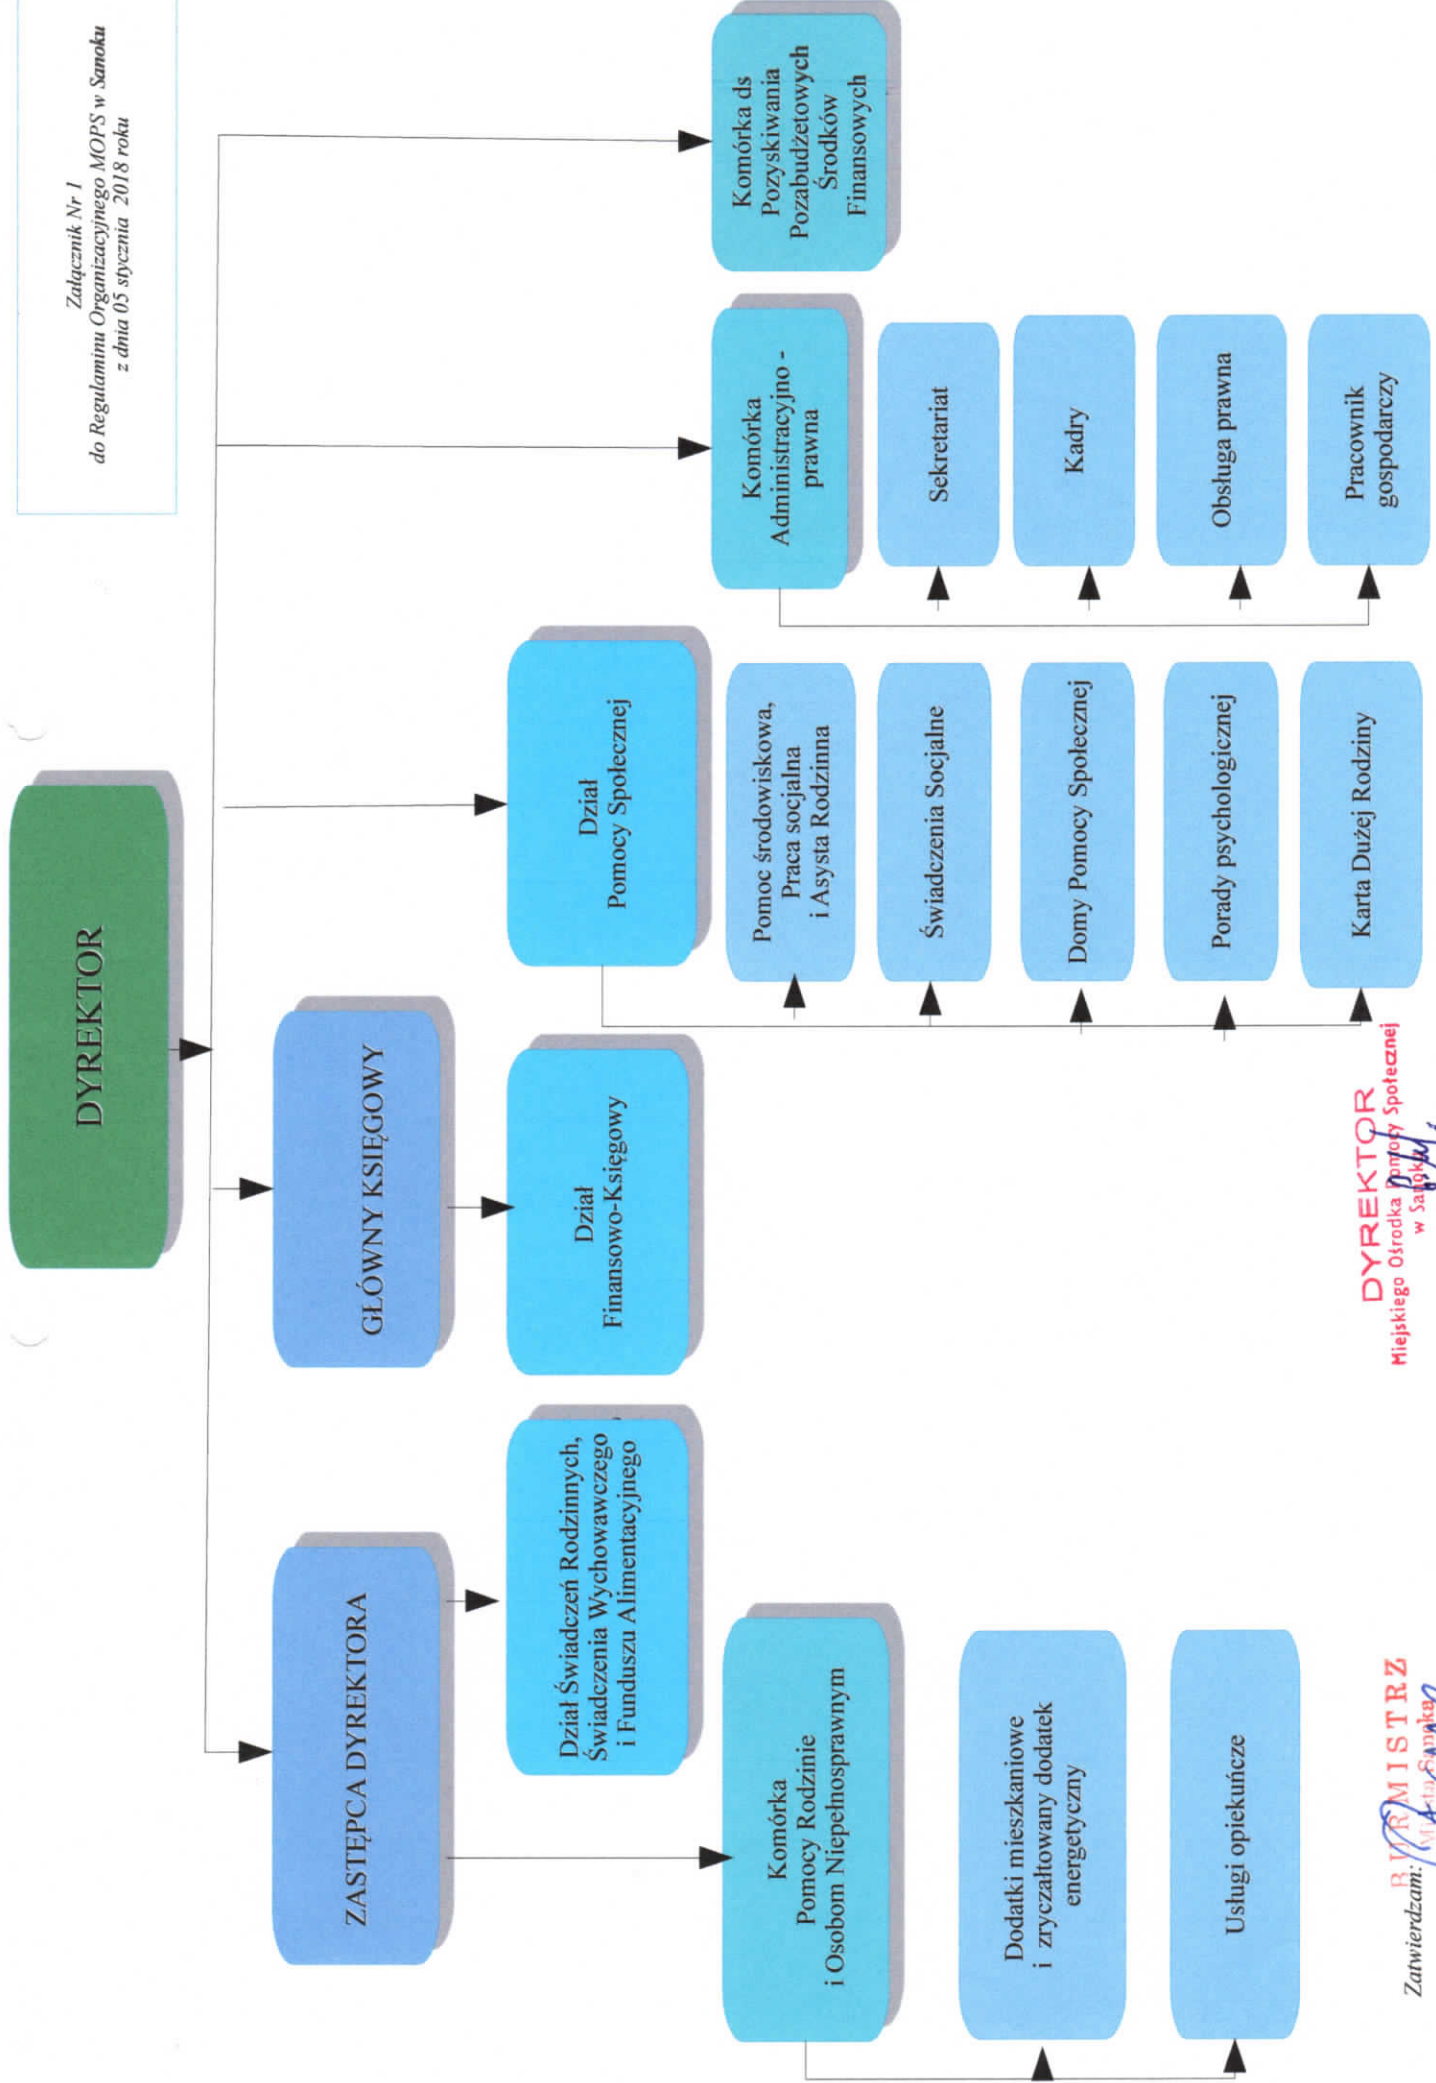 Załącznik Nr 1
do Regulaminu Organizacyjnego MOPS w Sanoku
z dnia 05 stycznia 2018 roku
DYREKTOR
ZASTĘPCA DYREKTORA
GŁÓWNY KSIĘGOWY
Dział Świadczeń Rodzinnych,
Świadczenia Wychowawczego
i Funduszu Alimentacyjnego
Dział
Finansowo-Księgowy
Dział
Pomocy Społecznej
Komórka
Pomocy Rodzinie
i Osobom Niepełnosprawnym
Dodatki mieszkaniowe
i zryczałtowany dodatek
energetyczny
Usługi opiekuńcze
Pomoc środowiskowa,
Praca socjalna
i Asysta Rodzinna
Świadczenia Socjalne
Domy Pomocy Społecznej
Porady psychologicznej
Karta Dużej Rodziny
Komórka
Administracyjno -
prawna
Sekretariat
Kadry
Obsługa prawna
Pracownik
gospodarczy
Komórka ds
Pozyskiwania
Pozabudżetowych
Środków
Finansowych
Zatwierdzam:
BURMISTRZ
Miasta Sanoka
DYREKTOR
Miejskiego Ośrodka Pomocy Społecznej
w Sanoku